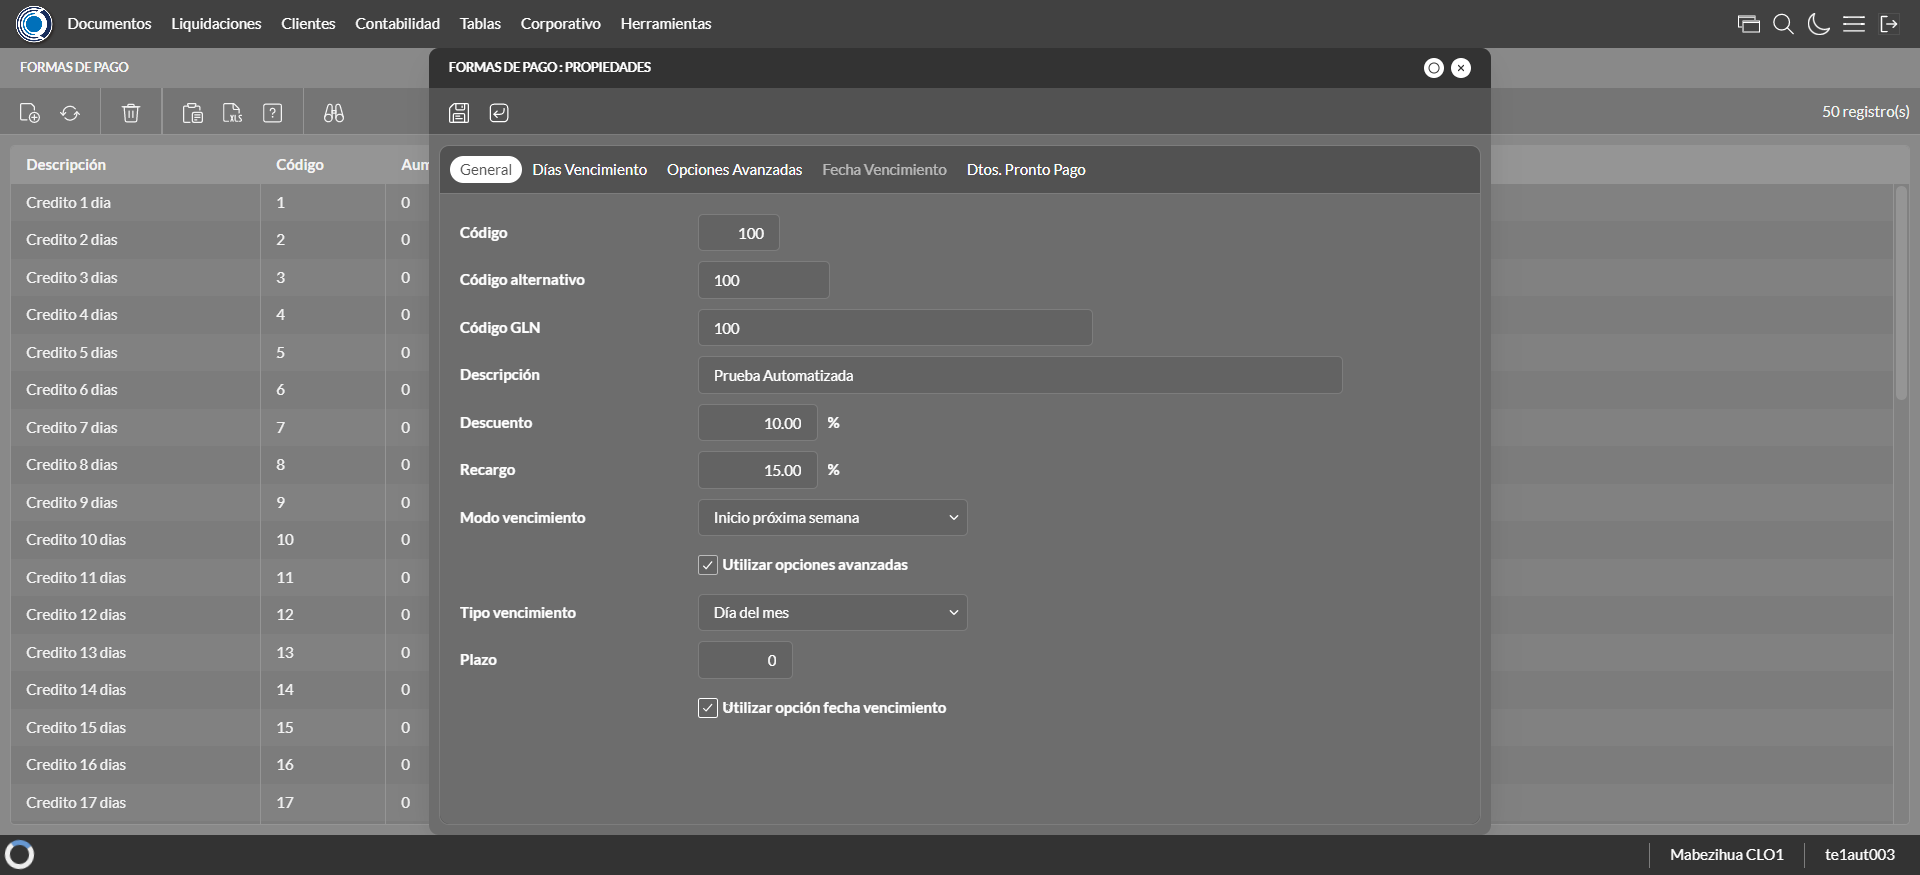 Documentos Liquidaciones Clientes Contabilidad Tablas Corporativo Herramientas
FORMAS DE PAGO
FORMAS DE PAGO : PROPIEDADES
XLS
?
50 registro(s)
Descripción Código Aum
General Días Vencimiento Opciones Avanzadas Fecha Vencimiento Dtos. Pronto Pago
Credito 1 dia 1 0
Credito 2 dias 2 0
Credito 3 dias 3 0
Credito 4 dias 4 0
Credito 5 dias 5 0
Credito 6 dias 6 0
Credito 7 dias 7 0
Credito 8 dias 8 0
Credito 9 dias 9 0
Credito 10 dias 10 0
Credito 11 dias 11 0
Credito 12 dias 12 0
Credito 13 dias 13 0
Credito 14 dias 14 0
Credito 15 dias 15 0
Credito 16 dias 16 0
Credito 17 dias 17 0
Código 100
Código alternativo 100
Código GLN 100
Descripción Prueba Automatizada
Descuento 10.00 %
Recargo 15.00 %
Modo vencimiento Inicio próxima semana
Utilizar opciones avanzadas
Tipo vencimiento Día del mes
Plazo 0
Utilizar opción fecha vencimiento
Mabezihua CLO1 te1aut003